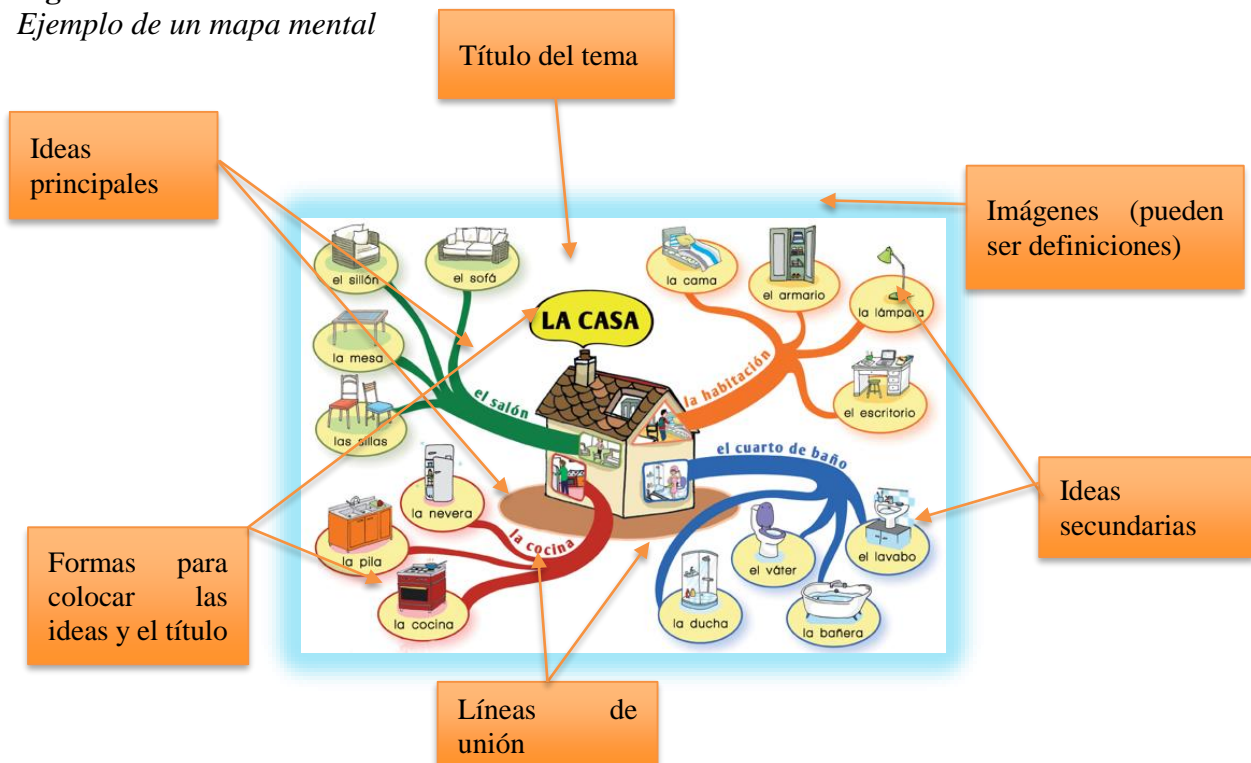 Ejemplo de un mapa mental
Título del tema
Ideas
principales
Imágenes (pueden
ser definiciones)
el sillón
el sofá
la mesa
las sillas
el salón
LA CASA
la cama
el armario
la lámpara
el escritorio
la habitación
el cuarto de baño
la nevera
la pila
la cocina
la cocina
el váter
el lavabo
la ducha
la bañera
Ideas
secundarias
Formas para
colocar las
ideas y el título
Líneas de
unión